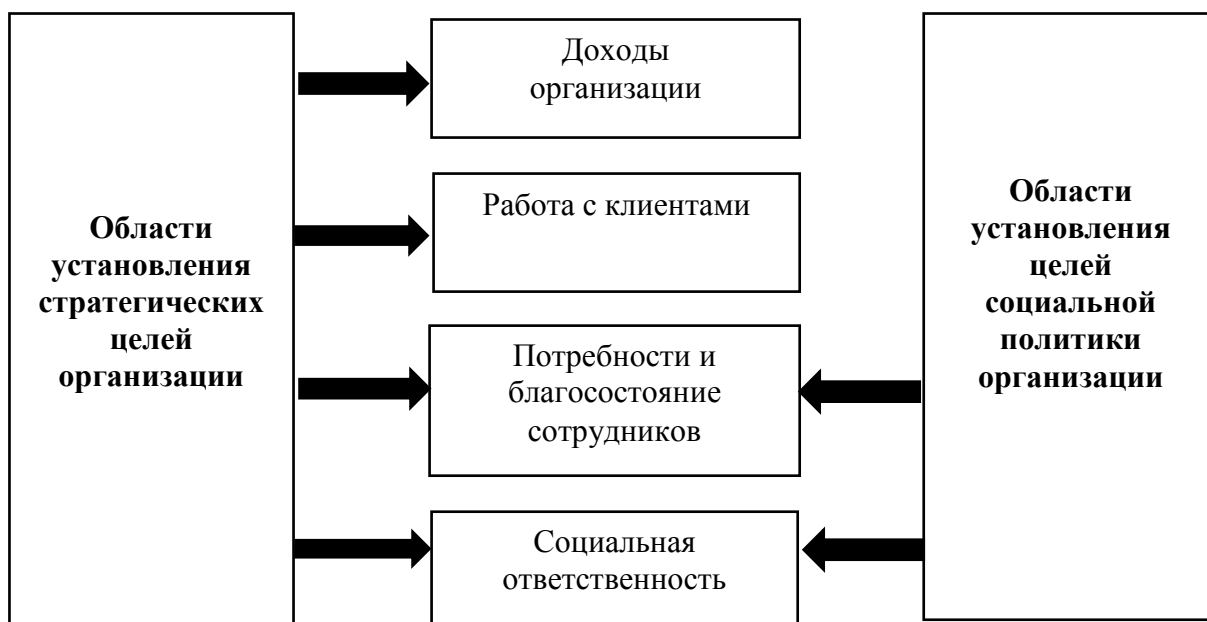 Области
установления
стратегических
целей
организации
Доходы
организации
Работа с клиентами
Потребности и
благосостояние
сотрудников
Социальная
ответственность
Области
установления
целей
социальной
политики
организации